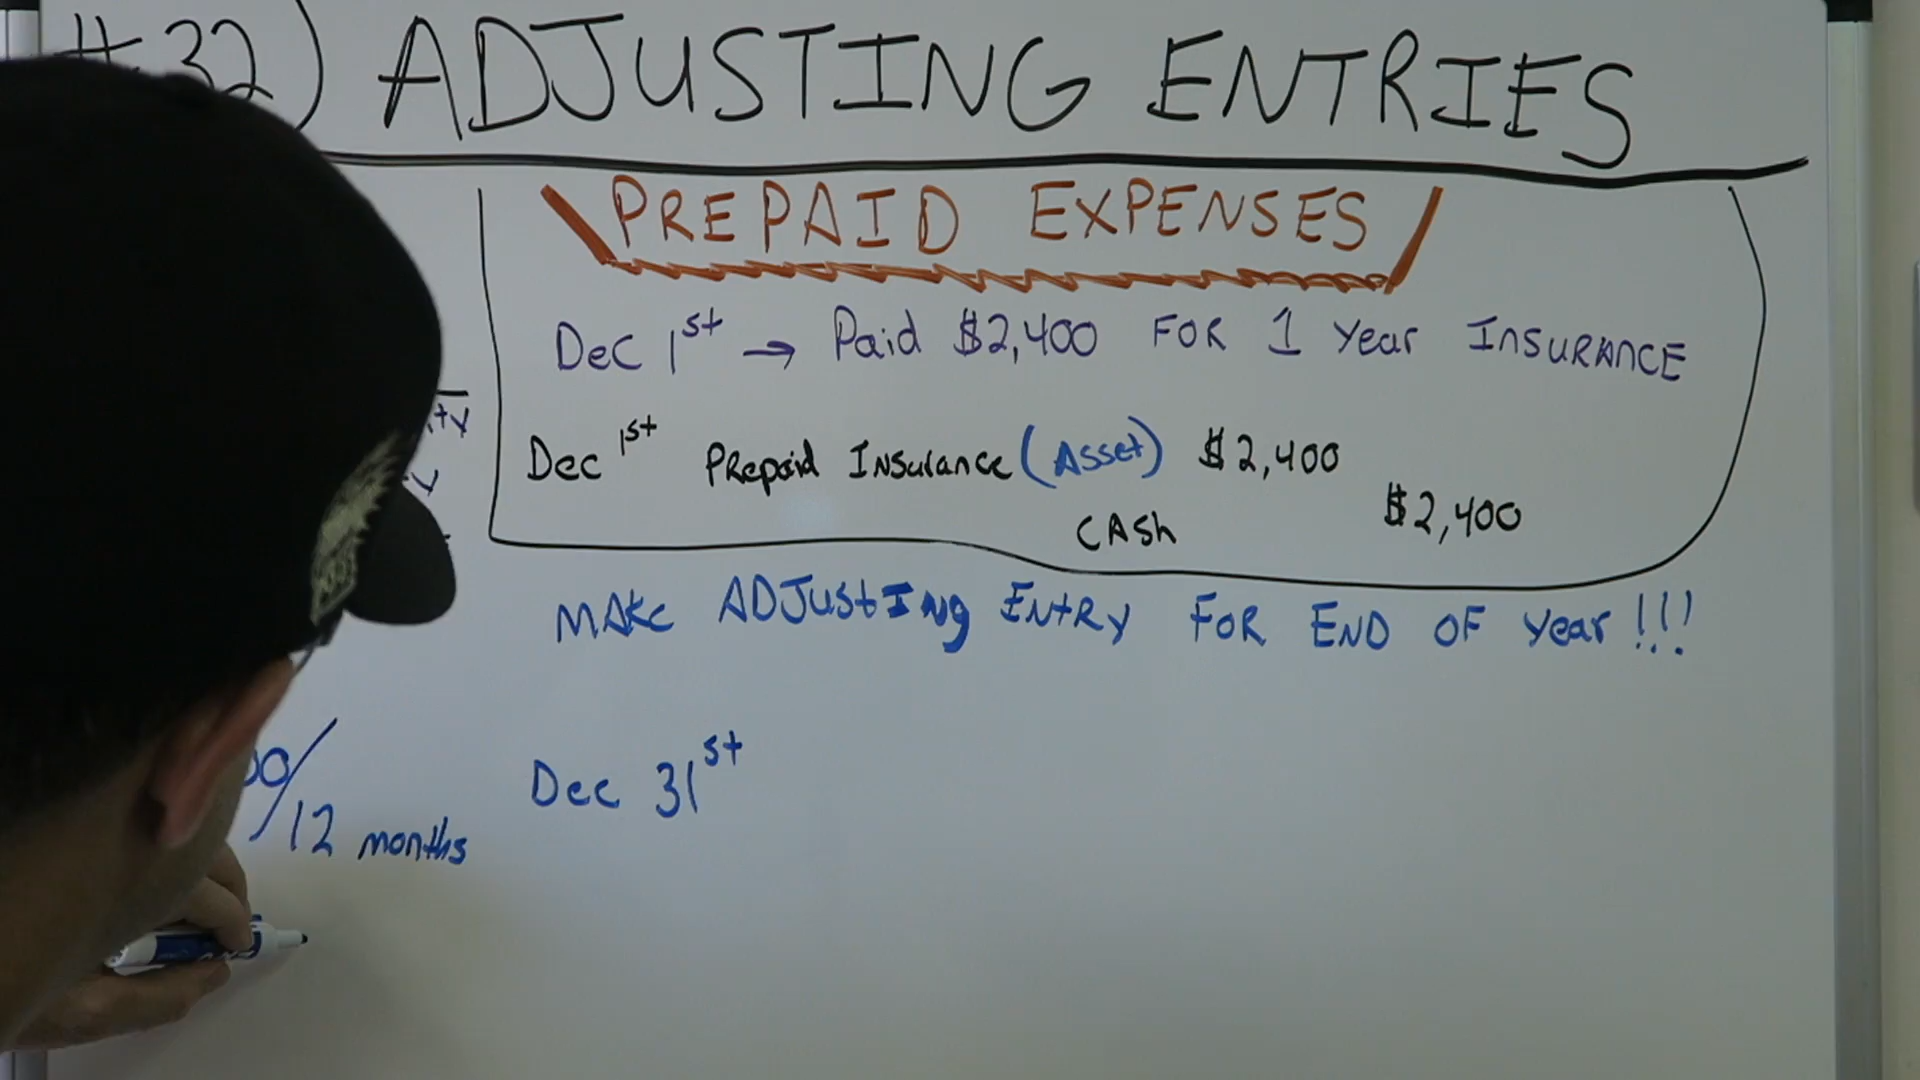 #32) ADJUSTING ENTRIES
PREPAID EXPENSES
Dec 1st → Paid $2,400 FOR 1 Year INSURANCE
Dec 1st Prepaid Insurance (Asset) $2,400
CASH $2,400
MAKE ADJUSTING ENTRY FOR END OF Year!!!
Dec 31st
00/12 months